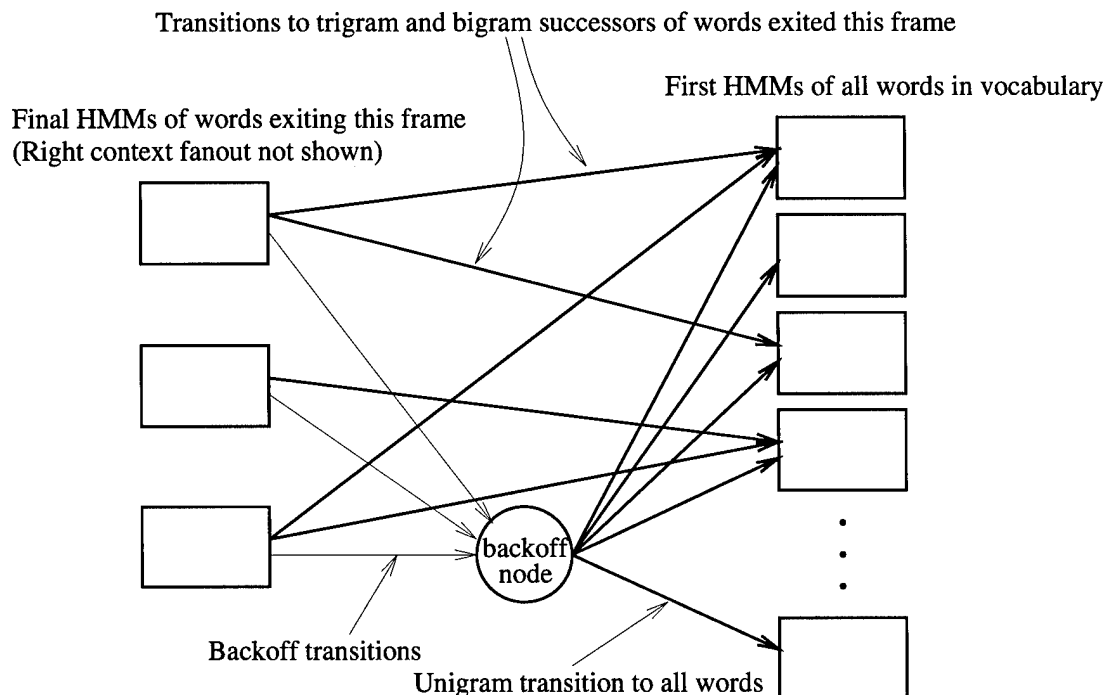 Transitions to trigram and bigram successors of words exited this frame
First HMMs of all words in vocabulary
Final HMMs of words exiting this frame
(Right context fanout not shown)
backoff
node
Backoff transitions
Unigram transition to all words